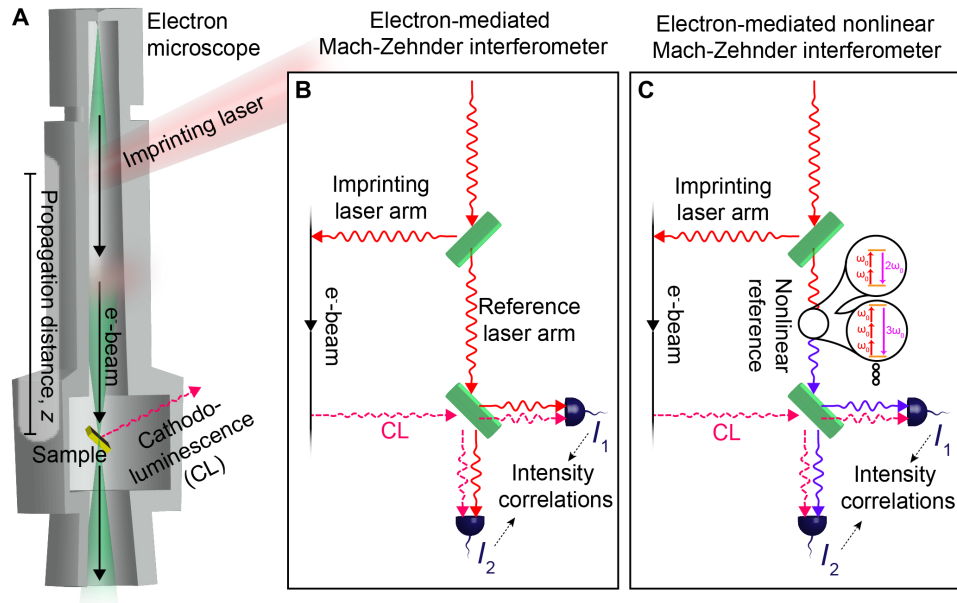 A
Electron
microscope
Imprinting laser
Propagation distance, z
e⁻-beam
Sample
Cathodo-
luminescence
(CL)
Electron-mediated
Mach-Zehnder interferometer
B
Imprinting
laser arm
e⁻-beam
Reference
laser arm
CL
I₁
Intensity
correlations
I₂
Electron-mediated nonlinear
Mach-Zehnder interferometer
C
Imprinting
laser arm
e⁻-beam
Nonlinear
reference
ω₀
ω₀
2ω₀
ω₀
ω₀
ω₀
3ω₀
CL
I₁
Intensity
correlations
I₂